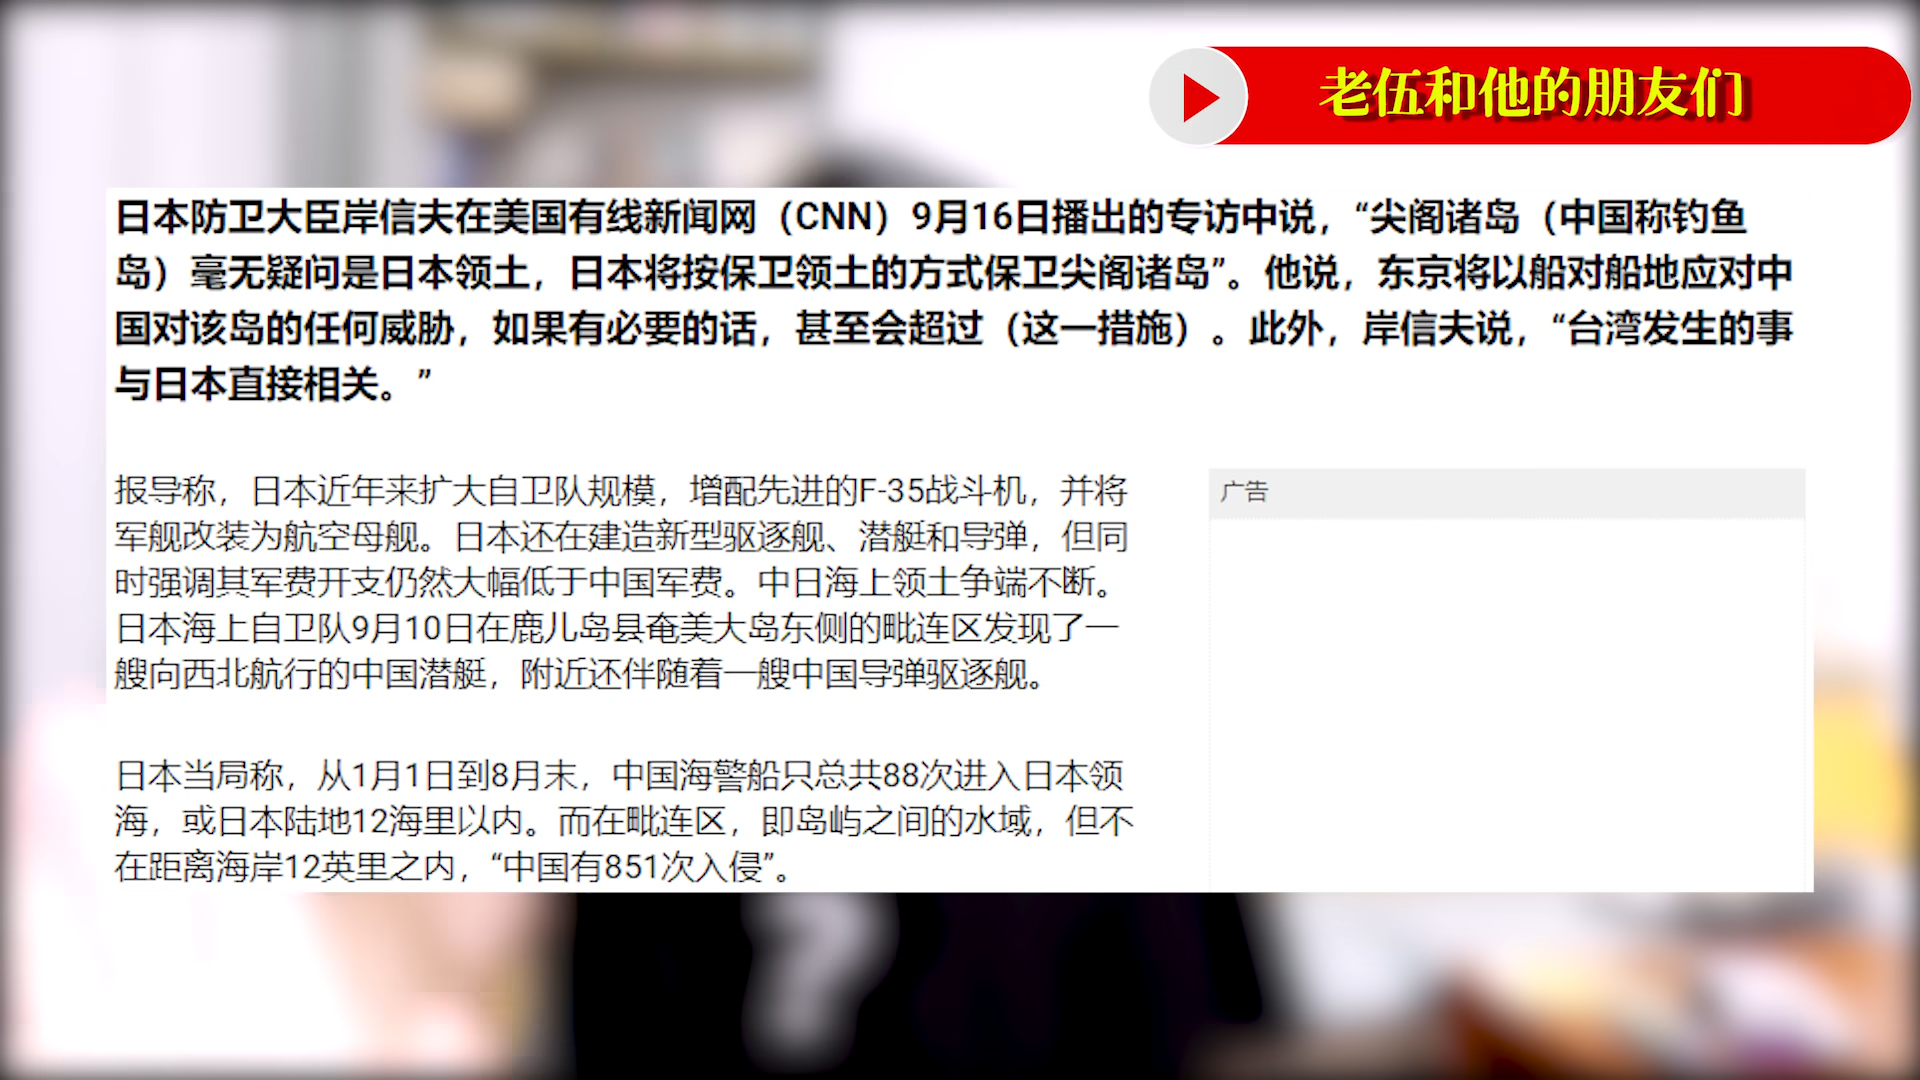 老伍和他的朋友们
日本防卫大臣岸信夫在美国有线新闻网（CNN）9月16日播出的专访中说，“尖阁诸岛（中国称钓鱼
岛）毫无疑问是日本领土，日本将按保卫领土的方式保卫尖阁诸岛”。他说，东京将以船对船地应对中
国对该岛的任何威胁，如果有必要的话，甚至会超过（这一措施）。此外，岸信夫说，“台湾发生的事
与日本直接相关。”
报导称，日本近年来扩大自卫队规模，增配先进的F-35战斗机，并将
军舰改装为航空母舰。日本还在建造新型驱逐舰、潜艇和导弹，但同
时强调其军费开支仍然大幅低于中国军费。中日海上领土争端不断。
日本海上自卫队9月10日在鹿儿岛县奄美大岛东侧的毗连区发现了一
艘向西北航行的中国潜艇，附近还伴随着一艘中国导弹驱逐舰。
日本当局称，从1月1日到8月末，中国海警船只总共88次进入日本领
海，或日本陆地12海里以内。而在毗连区，即岛屿之间的水域，但不
在距离海岸12英里之内，“中国有851次入侵”。
广告